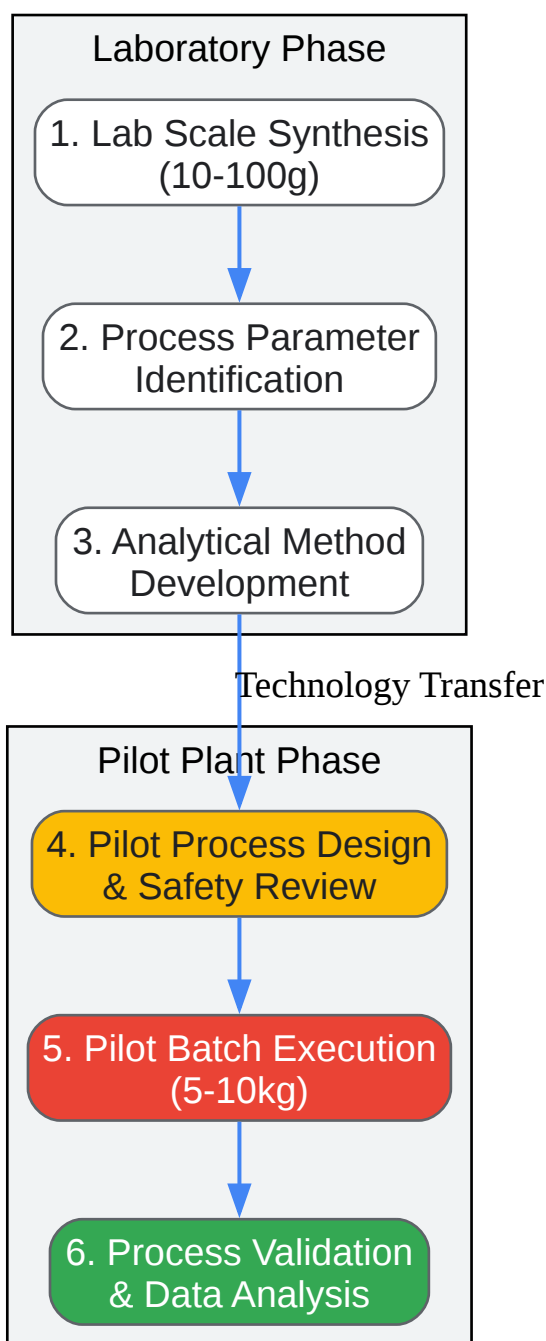 Laboratory Phase
1. Lab Scale Synthesis
(10-100g)
2. Process Parameter
Identification
3. Analytical Method
Development
Technology Transfer
Pilot Plant Phase
4. Pilot Process Design
& Safety Review
5. Pilot Batch Execution
(5-10kg)
6. Process Validation
& Data Analysis